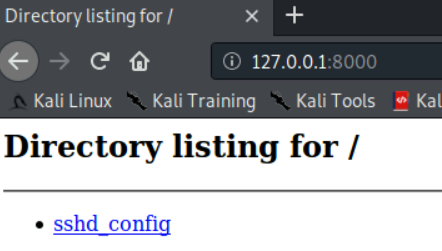 Directory listing for /
127.0.0.1:8000
Kali Linux Kali Training Kali Tools Kal
Directory listing for /
sshd_config